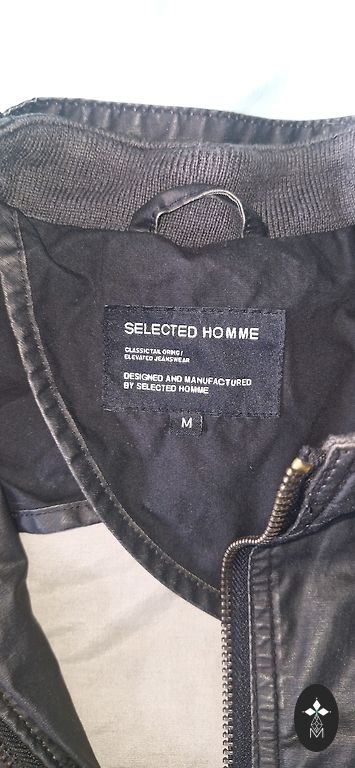 SELECTED HOMME
CLASSIC TAILORING /
ELEVATED JEANSWEAR
DESIGNED AND MANUFACTURED
BY SELECTED HOMME
M
M